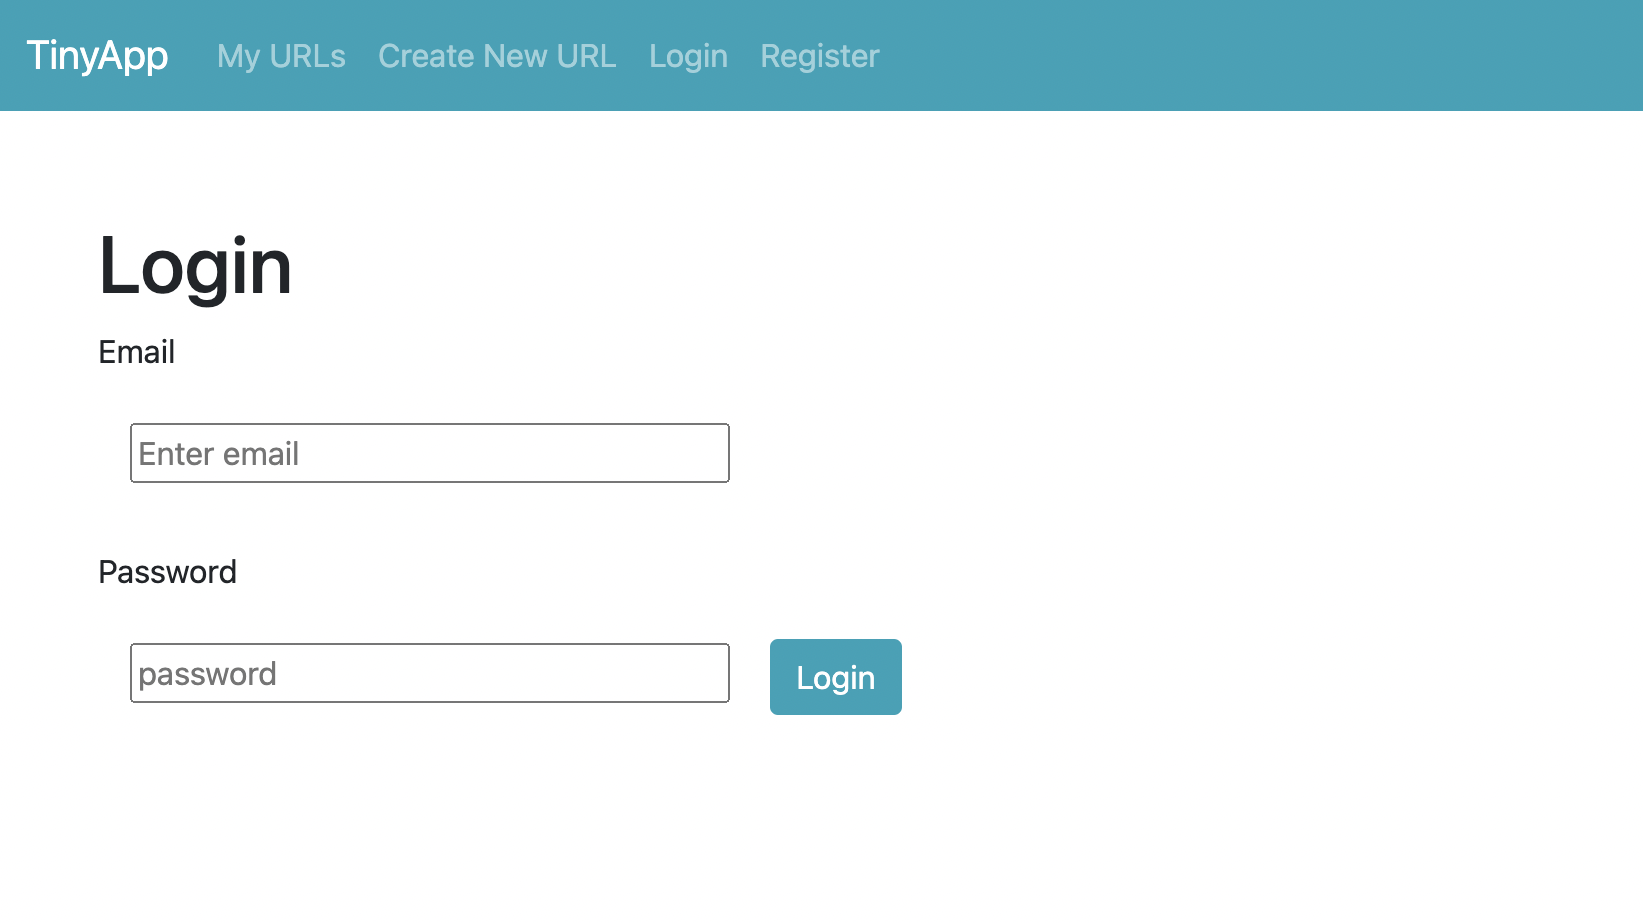 TinyApp My URLs Create New URL Login Register
Login
Email
Enter email
Password
password Login